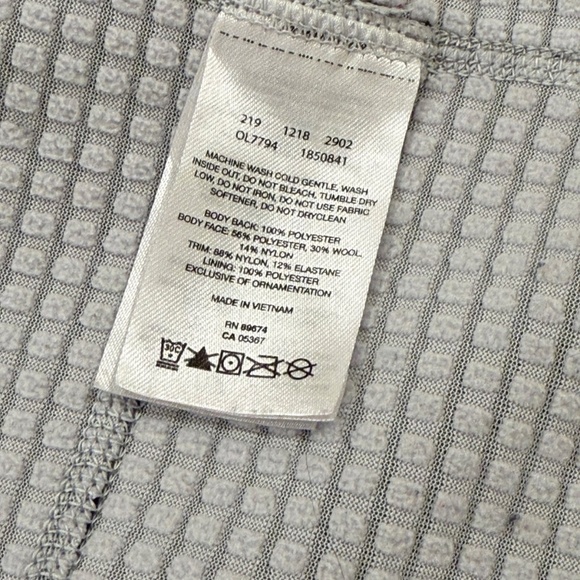 219 1218 2902
OL7794 1850841
MACHINE WASH COLD GENTLE, WASH
INSIDE OUT, DO NOT BLEACH, TUMBLE DRY
LOW, DO NOT IRON, DO NOT USE FABRIC
SOFTENER, DO NOT DRYCLEAN
BODY BACK: 100% POLYESTER
BODY FACE: 56% POLYESTER, 30% WOOL,
14% NYLON
TRIM: 88% NYLON, 12% ELASTANE
LINING: 100% POLYESTER
EXCLUSIVE OF ORNAMENTATION
MADE IN VIETNAM
RN 89674
CA 05367
30C